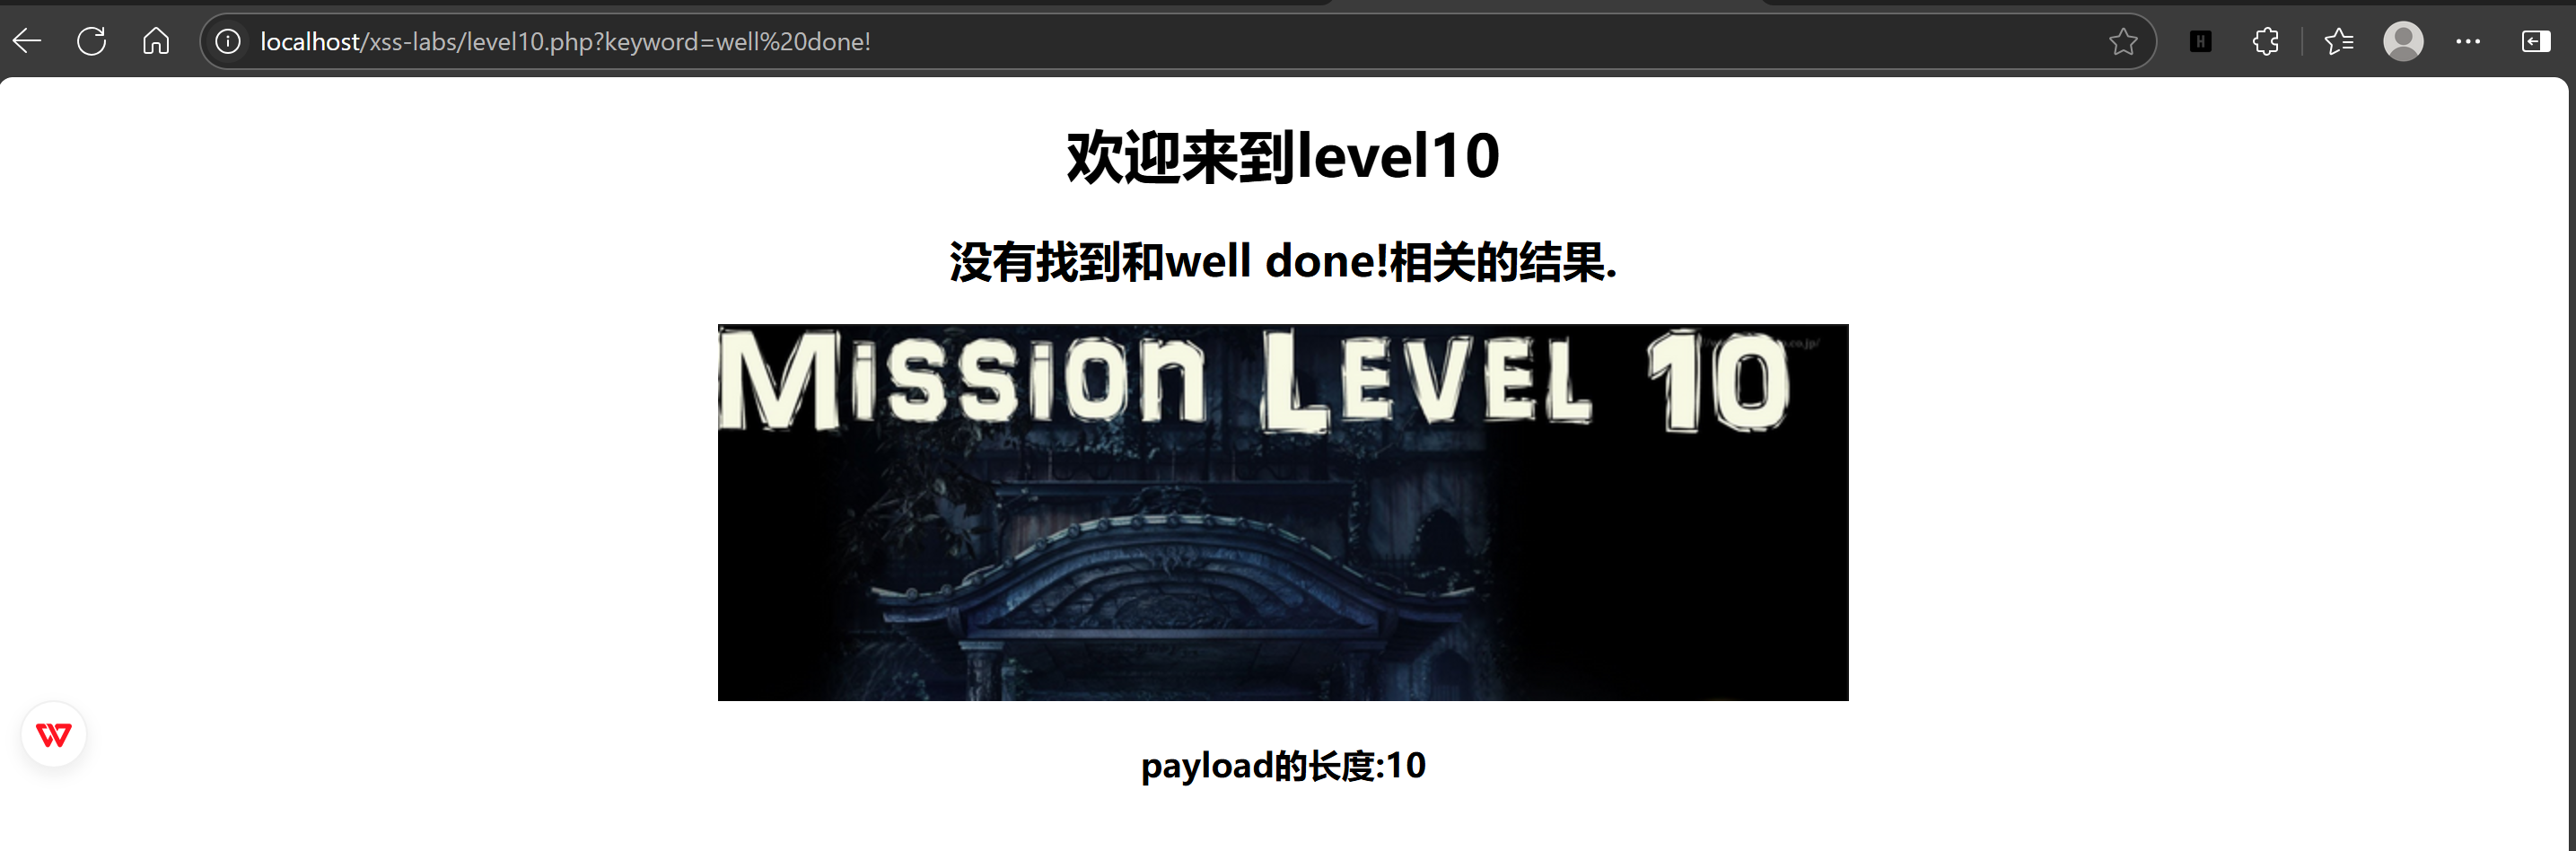 localhost/xss-labs/level10.php?keyword=well%20done!
H
欢迎来到level10
没有找到和well done!相关的结果.
Mission Level 10
payload的长度:10